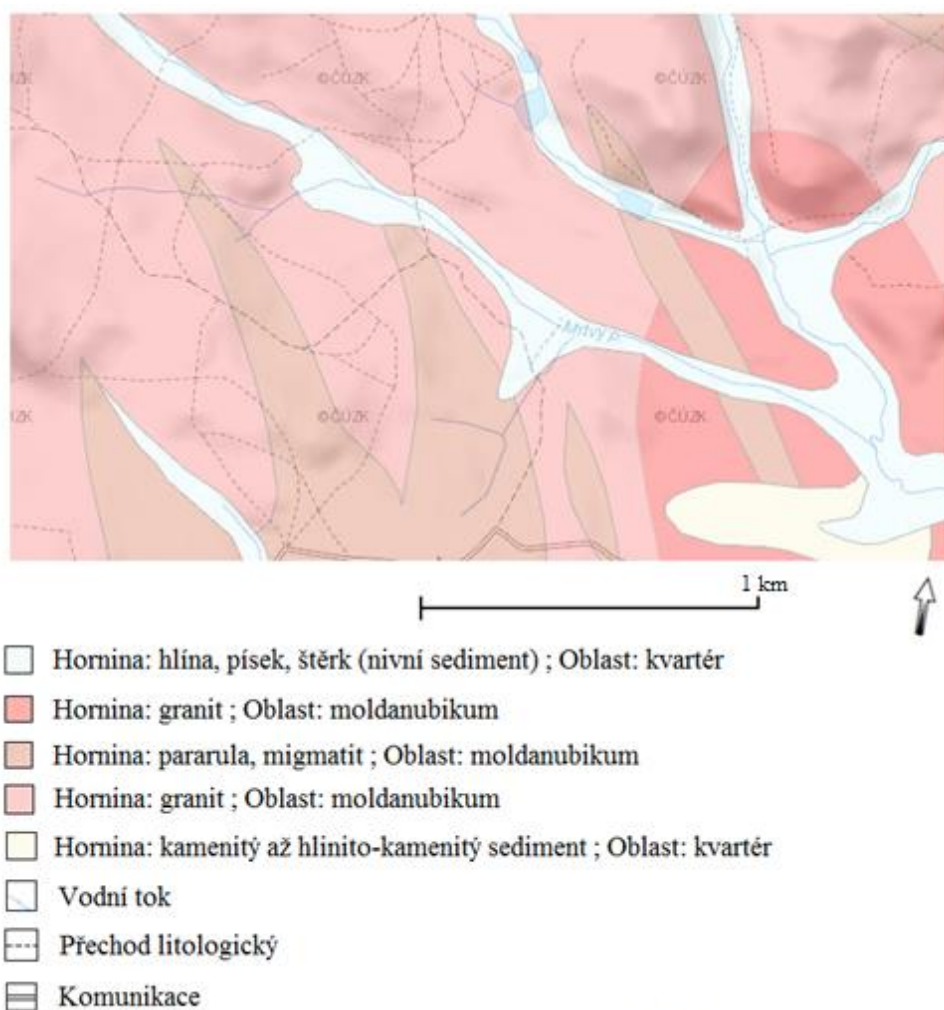 ÚZK
©ČÚZK
©ČÚZK
Mrtvý p.
ÚZK
©ČÚZK
©ČÚZK
1 km
Hornina: hlína, písek, štěrk (nivní sediment) ; Oblast: kvartér
Hornina: granit ; Oblast: moldanubikum
Hornina: pararula, migmatit ; Oblast: moldanubikum
Hornina: granit ; Oblast: moldanubikum
Hornina: kamenitý až hlinito-kamenitý sediment ; Oblast: kvartér
Vodní tok
Přechod litologický
Komunikace